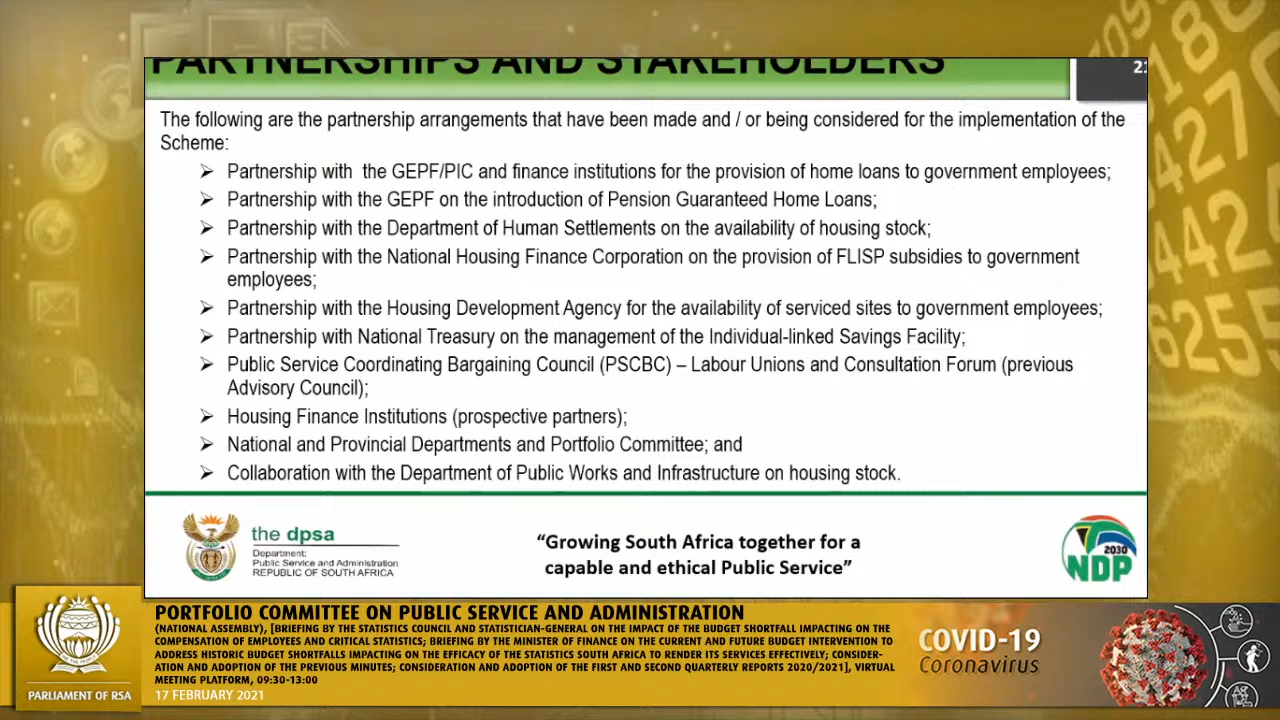 PARTNERSHIPS AND STAKEHOLDERS
The following are the partnership arrangements that have been made and / or being considered for the implementation of the
Scheme:
➢ Partnership with the GEPF/PIC and finance institutions for the provision of home loans to government employees;
➢ Partnership with the GEPF on the introduction of Pension Guaranteed Home Loans;
➢ Partnership with the Department of Human Settlements on the availability of housing stock;
➢ Partnership with the National Housing Finance Corporation on the provision of FLISP subsidies to government
employees;
➢ Partnership with the Housing Development Agency for the availability of serviced sites to government employees;
➢ Partnership with National Treasury on the management of the Individual-linked Savings Facility;
➢ Public Service Coordinating Bargaining Council (PSCBC) – Labour Unions and Consultation Forum (previous
Advisory Council);
➢ Housing Finance Institutions (prospective partners);
➢ National and Provincial Departments and Portfolio Committee; and
➢ Collaboration with the Department of Public Works and Infrastructure on housing stock.
the dpsa
Department:
Public Service and Administration
REPUBLIC OF SOUTH AFRICA
“Growing South Africa together for a
capable and ethical Public Service”
2030
NDP
PARLIAMENT OF RSA
PORTFOLIO COMMITTEE ON PUBLIC SERVICE AND ADMINISTRATION
(NATIONAL ASSEMBLY), [BRIEFING BY THE STATISTICS COUNCIL AND STATISTICIAN-GENERAL ON THE IMPACT OF THE BUDGET SHORTFALL IMPACTING ON THE
COMPENSATION OF EMPLOYEES AND CRITICAL STATISTICS; BRIEFING BY THE MINISTER OF FINANCE ON THE CURRENT AND FUTURE BUDGET INTERVENTION TO
ADDRESS HISTORIC BUDGET SHORTFALLS IMPACTING ON THE EFFICACY OF THE STATISTICS SOUTH AFRICA TO RENDER ITS SERVICES EFFECTIVELY; CONSIDER-
ATION AND ADOPTION OF THE PREVIOUS MINUTES; CONSIDERATION AND ADOPTION OF THE FIRST AND SECOND QUARTERLY REPORTS 2020/2021], VIRTUAL
MEETING PLATFORM, 09:30-13:00
17 FEBRUARY 2021
COVID-19
Coronavirus